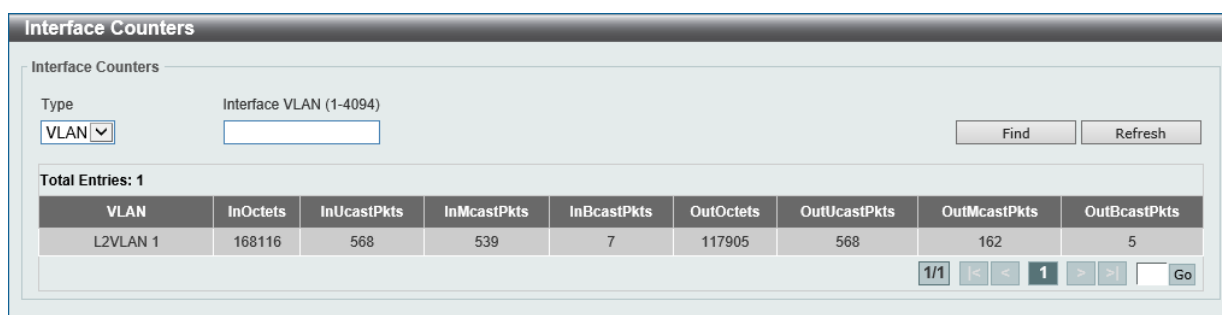 Interface Counters
Interface Counters
Type Interface VLAN (1-4094)
VLAN Find Refresh
Total Entries: 1
VLAN InOctets InUcastPkts InMcastPkts InBcastPkts OutOctets OutUcastPkts OutMcastPkts OutBcastPkts
L2VLAN 1 168116 568 539 7 117905 568 162 5
1/1 |< < 1 > >| Go